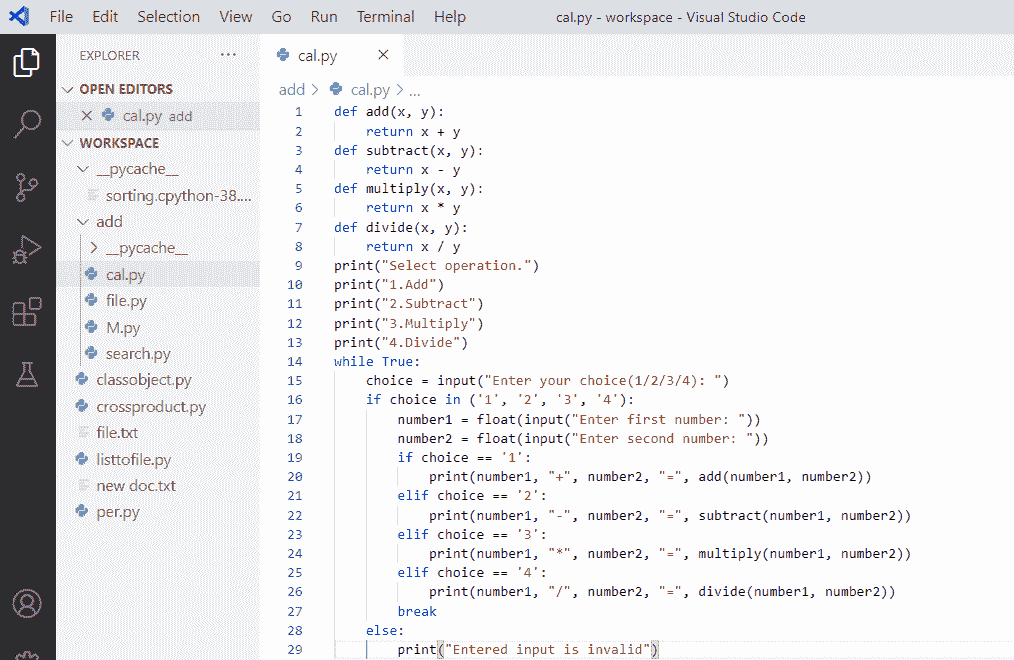 File Edit Selection View Go Run Terminal Help cal.py - workspace - Visual Studio Code
EXPLORER ...
OPEN EDITORS
cal.py add
WORKSPACE
__pycache__
sorting.cpython-38....
add
__pycache__
cal.py
file.py
M.py
search.py
classobject.py
crossproduct.py
file.txt
listtofile.py
new doc.txt
per.py
cal.py
add > cal.py > ...
1 def add(x, y):
2     return x + y
3 def subtract(x, y):
4     return x - y
5 def multiply(x, y):
6     return x * y
7 def divide(x, y):
8     return x / y
9 print("Select operation.")
10 print("1.Add")
11 print("2.Subtract")
12 print("3.Multiply")
13 print("4.Divide")
14 while True:
15     choice = input("Enter your choice(1/2/3/4): ")
16     if choice in ('1', '2', '3', '4'):
17         number1 = float(input("Enter first number: "))
18         number2 = float(input("Enter second number: "))
19         if choice == '1':
20             print(number1, "+", number2, "=", add(number1, number2))
21         elif choice == '2':
22             print(number1, "-", number2, "=", subtract(number1, number2))
23         elif choice == '3':
24             print(number1, "*", number2, "=", multiply(number1, number2))
25         elif choice == '4':
26             print(number1, "/", number2, "=", divide(number1, number2))
27         break
28     else:
29         print("Entered input is invalid")